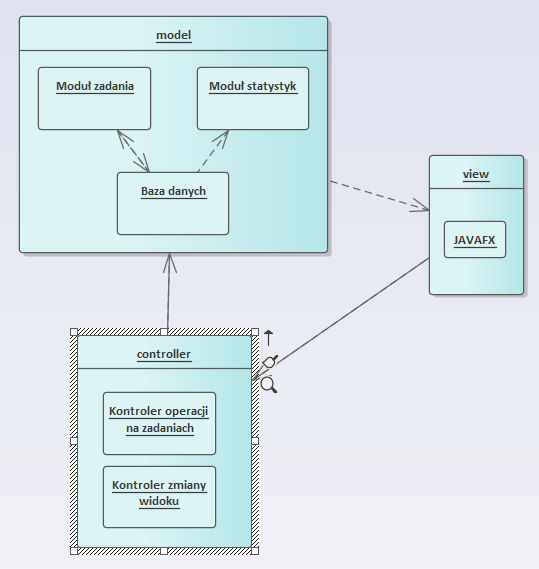 model
Moduł zadania
Moduł statystyk
Baza danych
view
JAVAFX
controller
Kontroler operacji
na zadaniach
Kontroler zmiany
widoku